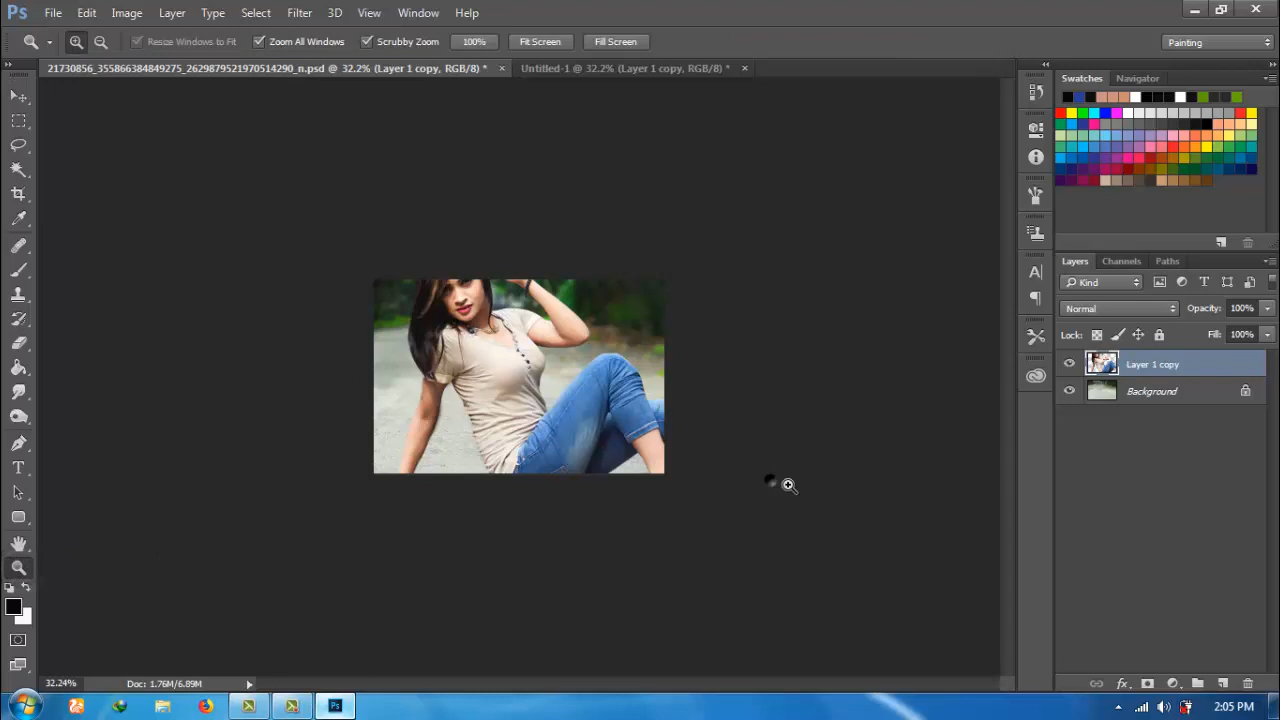 Ps File Edit Image Layer Type Select Filter 3D View Window Help
Resize Windows to Fit Zoom All Windows Scrubby Zoom 100% Fit Screen Fill Screen Painting
21730856_355866384849275_2629879521970514290_n.psd @ 32.2% (Layer 1 copy, RGB/8) * × Untitled-1 @ 32.2% (Layer 1 copy, RGB/8) * ×
Swatches Navigator
Layers Channels Paths
Kind
Normal Opacity: 100%
Lock: Fill: 100%
Layer 1 copy
Background
32.24% Doc: 1.76M/6.89M
Ps 2:05 PM